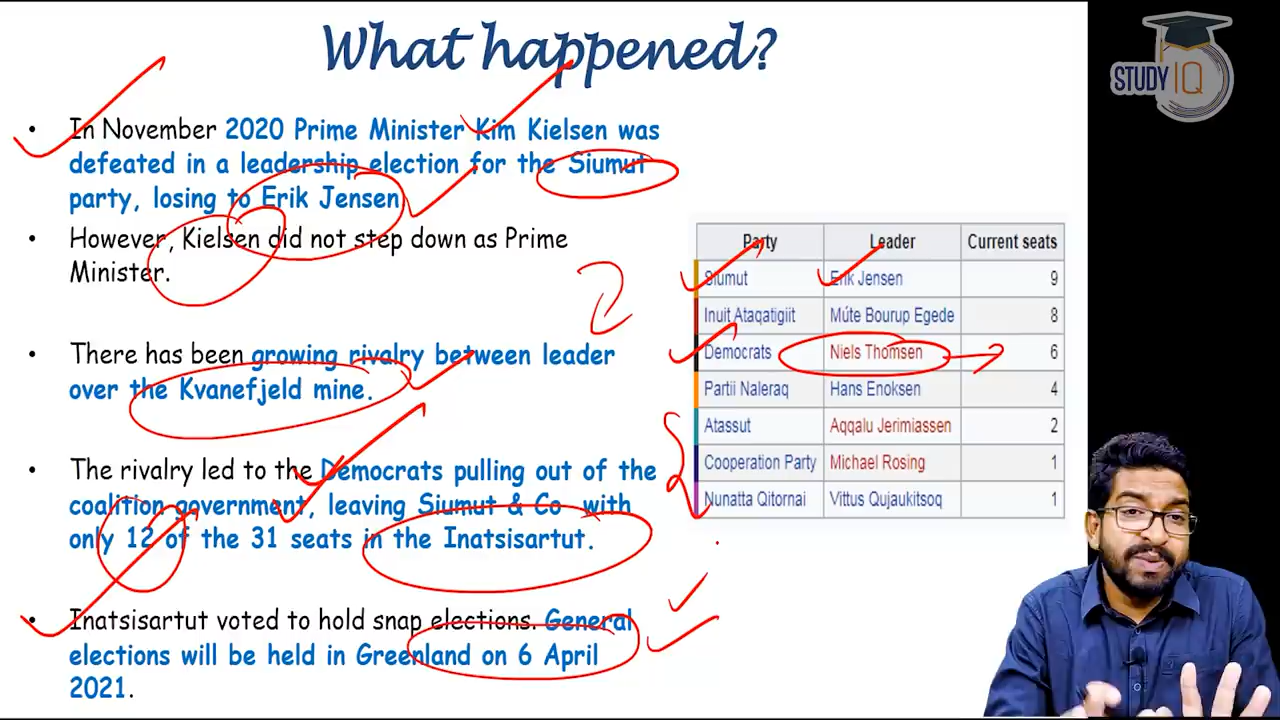 What happened?
STUDY IQ
• In November 2020 Prime Minister Kim Kielsen was
defeated in a leadership election for the Siumut
party, losing to Erik Jensen
• However, Kielsen did not step down as Prime
Minister.
• There has been growing rivalry between leader
over the Kvanefjeld mine.
• The rivalry led to the Democrats pulling out of the
coalition government, leaving Siumut & Co with
only 12 of the 31 seats in the Inatsisartut.
• Inatsisartut voted to hold snap elections. General
elections will be held in Greenland on 6 April
2021.
Party Leader Current seats
Siumut Erik Jensen 9
Inuit Ataqatigiit Múte Bourup Egede 8
Democrats Niels Thomsen 6
Partii Naleraq Hans Enoksen 4
Atassut Aqqalu Jerimiassen 2
Cooperation Party Michael Rosing 1
Nunatta Qitornai Vittus Qujaukitsoq 1